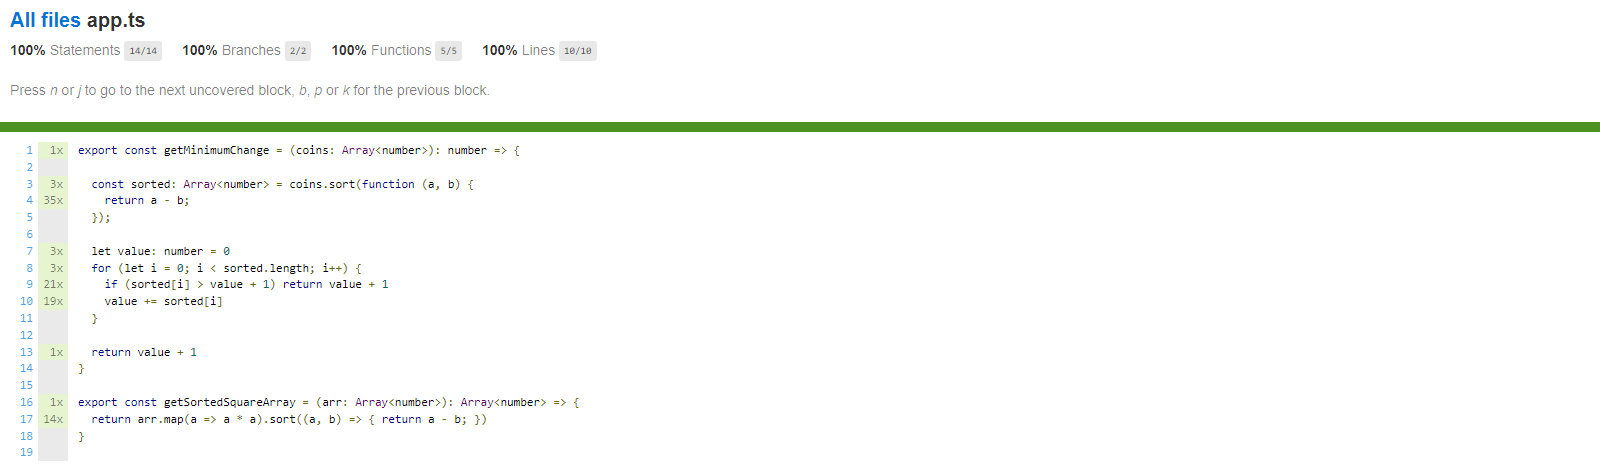 All files app.ts
100% Statements 14/14 100% Branches 2/2 100% Functions 5/5 100% Lines 10/10
Press n or j to go to the next uncovered block, b, p or k for the previous block.
1 1x export const getMinimumChange = (coins: Array<number>): number => {
2
3 3x const sorted: Array<number> = coins.sort(function (a, b) {
4 35x return a - b;
5 });
6
7 3x let value: number = 0
8 3x for (let i = 0; i < sorted.length; i++) {
9 21x if (sorted[i] > value + 1) return value + 1
10 19x value += sorted[i]
11 }
12
13 1x return value + 1
14 }
15
16 1x export const getSortedSquareArray = (arr: Array<number>): Array<number> => {
17 14x return arr.map(a => a * a).sort((a, b) => { return a - b; })
18 }
19